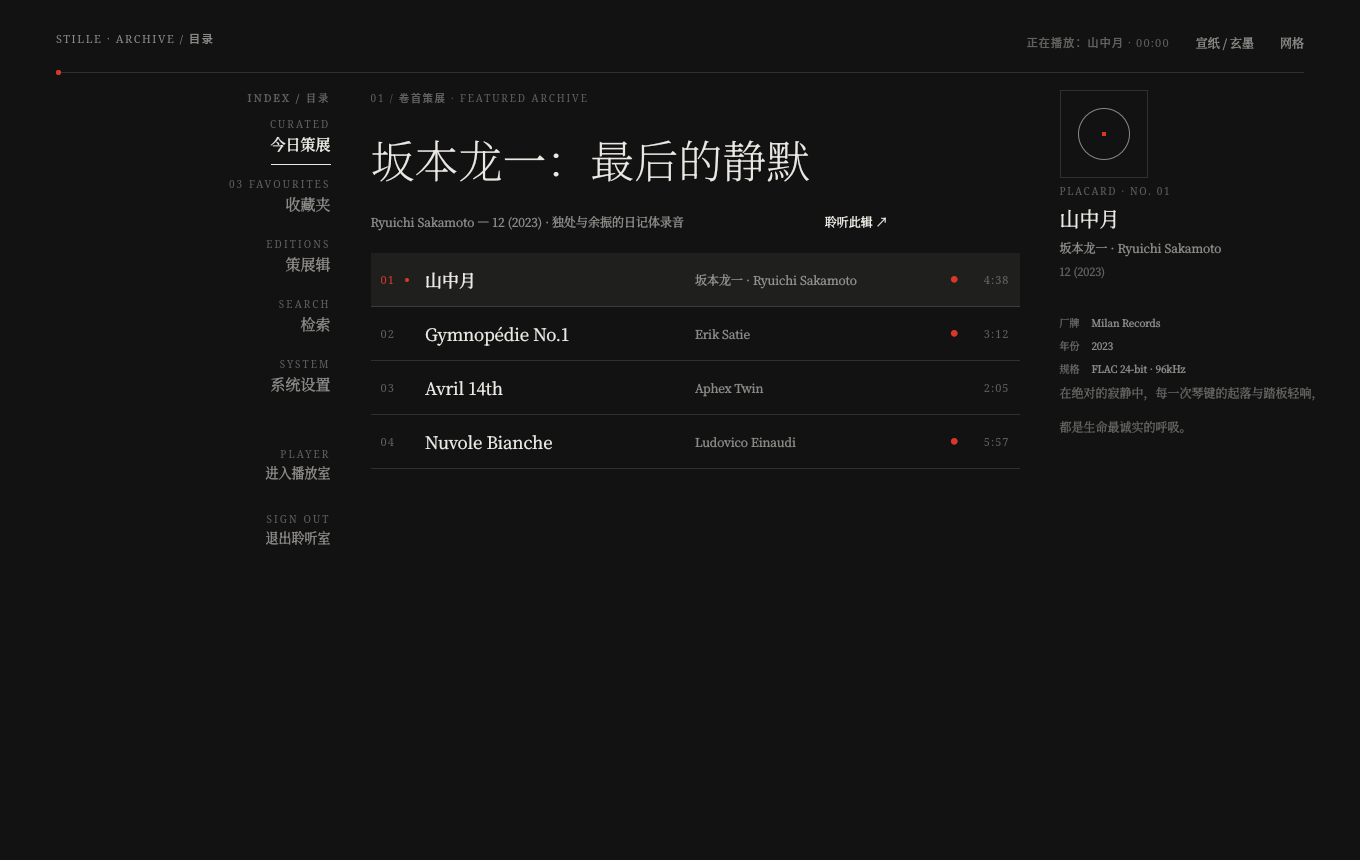 STILLE · ARCHIVE / 目录
正在播放：山中月 · 00:00
宣纸 / 玄墨
网格
INDEX / 目录
CURATED
今日策展
03 FAVOURITES
收藏夹
EDITIONS
策展辑
SEARCH
检索
SYSTEM
系统设置
PLAYER
进入播放室
SIGN OUT
退出聆听室
01 / 卷首策展 · FEATURED ARCHIVE
坂本龙一：最后的静默
Ryuichi Sakamoto — 12 (2023) · 独处与余振的日记体录音
聆听此辑 ↗
01 山中月 坂本龙一 · Ryuichi Sakamoto 4:38
02 Gymnopédie No.1 Erik Satie 3:12
03 Avril 14th Aphex Twin 2:05
04 Nuvole Bianche Ludovico Einaudi 5:57
PLACARD · NO. 01
山中月
坂本龙一 · Ryuichi Sakamoto
12 (2023)
厂牌 Milan Records
年份 2023
规格 FLAC 24-bit · 96kHz
在绝对的寂静中，每一次琴键的起落与踏板轻响，
都是生命最诚实的呼吸。